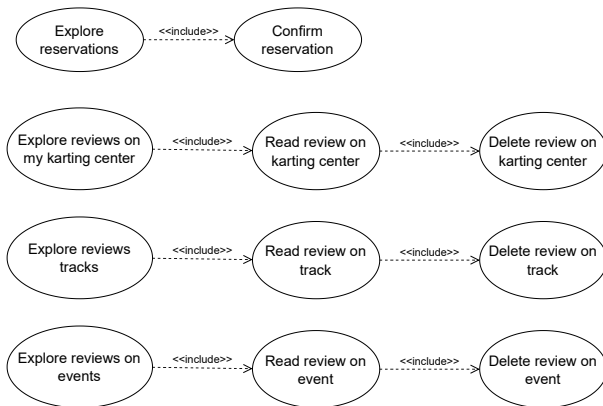 Explore
reservations
<<include>>
Confirm
reservation
Explore reviews on
my karting center
<<include>>
Read review on
karting center
<<include>>
Delete review on
karting center
Explore reviews
tracks
<<include>>
Read review on
track
<<include>>
Delete review on
track
Explore reviews on
events
<<include>>
Read review on
event
<<include>>
Delete review on
event